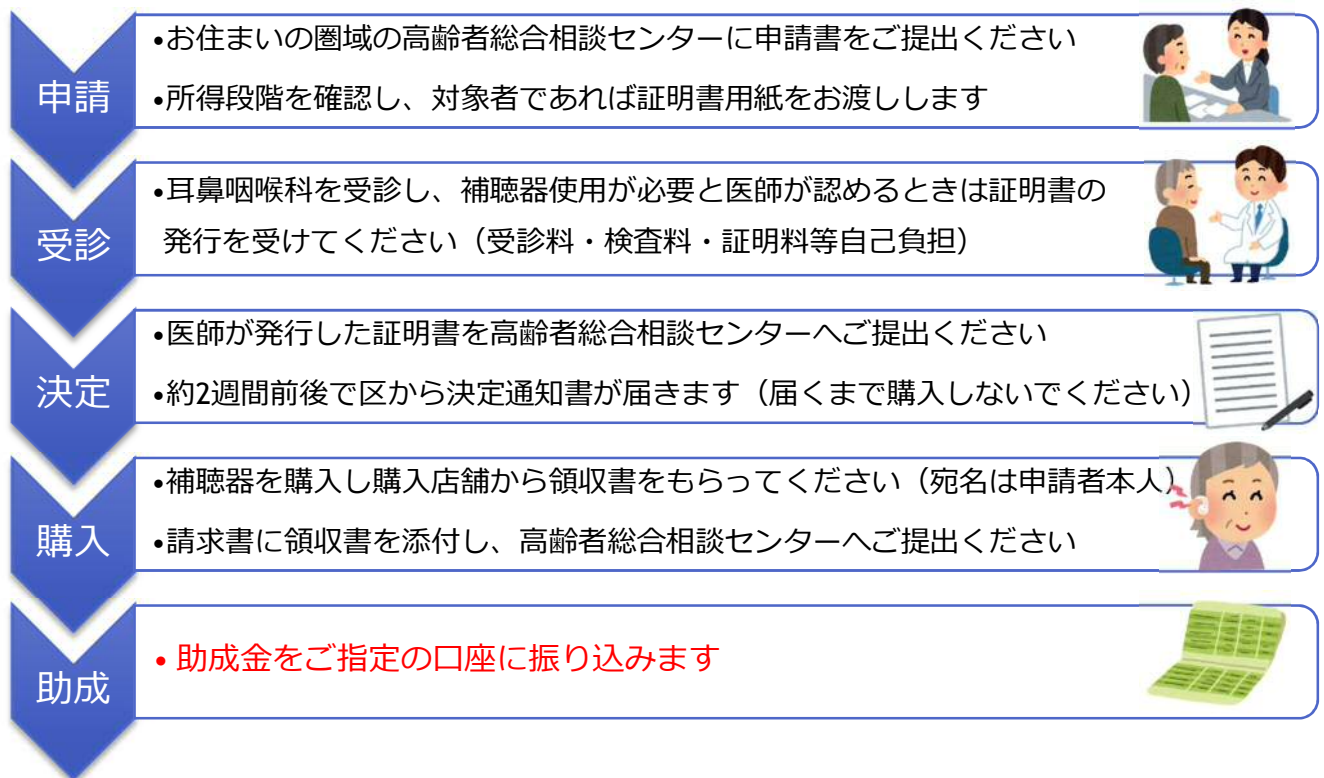 申請
•お住まいの圏域の高齢者総合相談センターに申請書をご提出ください
•所得段階を確認し、対象者であれば証明書用紙をお渡しします
受診
•耳鼻咽喉科を受診し、補聴器使用が必要と医師が認めるときは証明書の
発行を受けてください（受診料・検査料・証明料等自己負担）
決定
•医師が発行した証明書を高齢者総合相談センターへご提出ください
•約2週間前後で区から決定通知書が届きます（届くまで購入しないでください）
購入
•補聴器を購入し購入店舗から領収書をもらってください（宛名は申請者本人）
•請求書に領収書を添付し、高齢者総合相談センターへご提出ください
助成
• 助成金をご指定の口座に振り込みます